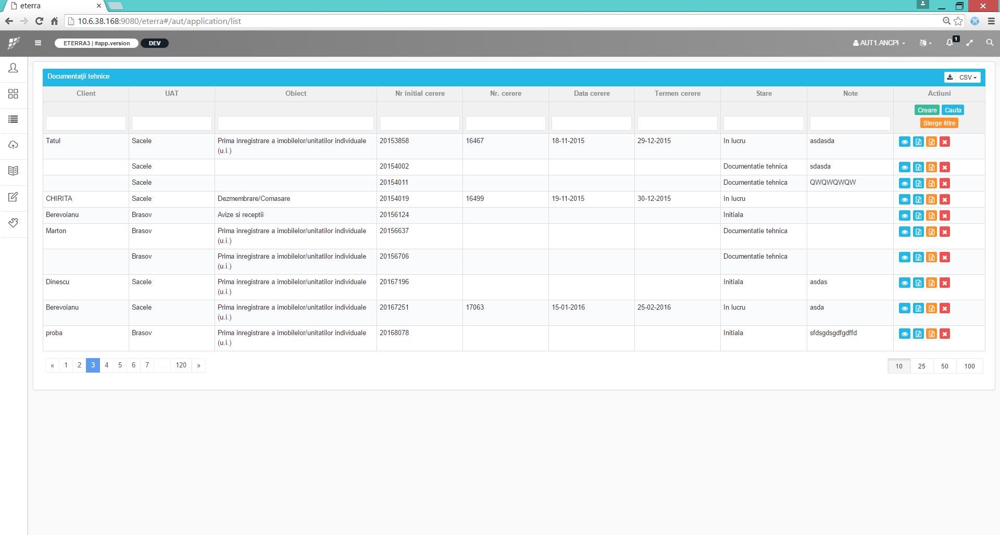 eterra
10.6.38.168:9080/eterra#/aut/application/list
ETERRA3 | #app.version DEV AUT1.ANCPI 1
Documentaţii tehnice CSV
Client UAT Obiect Nr initial cerere Nr. cerere Data cerere Termen cerere Stare Note Actiuni
Creare Cauta
Sterge filtre
Tatul Sacele Prima inregistrare a imobilelor/unitatilor individuale 20153858 16467 18-11-2015 29-12-2015 In lucru asdasda
(u.i.)
Sacele 20154002 Documentatie tehnica sdasda
Sacele 20154011 Documentatie tehnica QWQWQWQW
CHIRITA Sacele Dezmembrare/Comasare 20154019 16499 19-11-2015 30-12-2015 In lucru
Berevoianu Brasov Avize si receptii 20156124 Initiala
Marton Brasov Prima inregistrare a imobilelor/unitatilor individuale 20156637 Documentatie tehnica
(u.i.)
Brasov Prima inregistrare a imobilelor/unitatilor individuale 20156706 Documentatie tehnica
(u.i.)
Dinescu Sacele Prima inregistrare a imobilelor/unitatilor individuale 20167196 Initiala asdas
(u.i.)
Berevoianu Sacele Prima inregistrare a imobilelor/unitatilor individuale 20167251 17063 15-01-2016 25-02-2016 In lucru asda
(u.i.)
proba Brasov Prima inregistrare a imobilelor/unitatilor individuale 20168078 Initiala sfdsgdsgdfgdffd
(u.i.)
« 1 2 3 4 5 6 7 ... 120 » 10 25 50 100